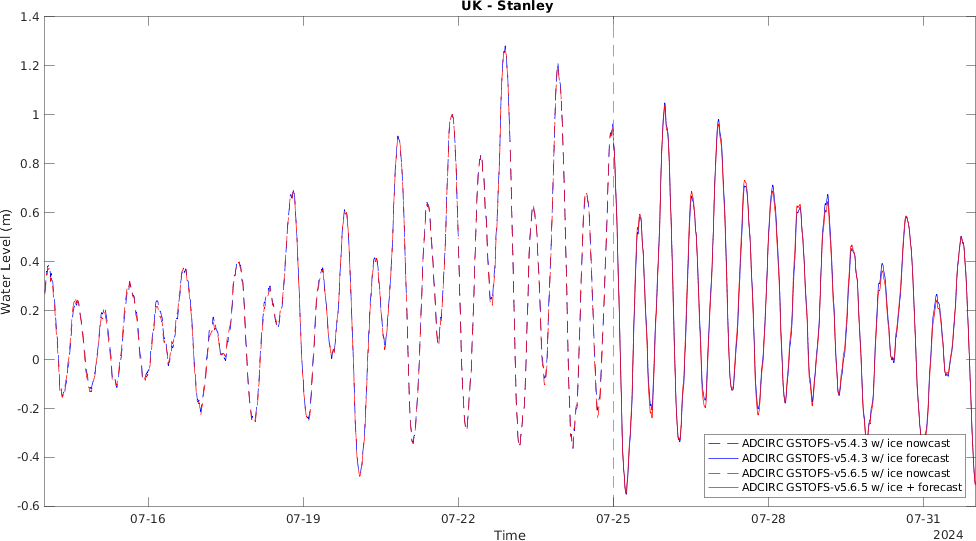 UK - Stanley
1.4
1.2
1
0.8
0.6
0.4
0.2
0
-0.2
-0.4
-0.6
Water Level (m)
07-16
07-19
07-22
07-25
07-28
07-31
Time
2024
ADCIRC GSTOFS-v5.4.3 w/ ice nowcast
ADCIRC GSTOFS-v5.4.3 w/ ice forecast
ADCIRC GSTOFS-v5.6.5 w/ ice nowcast
ADCIRC GSTOFS-v5.6.5 w/ ice + forecast